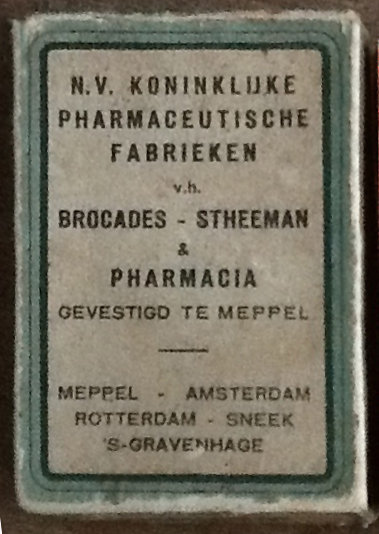 N.V. KONINKLIJKE
PHARMACEUTISCHE
FABRIEKEN
v.h.
BROCADES - STHEEMAN
&
PHARMACIA
GEVESTIGD TE MEPPEL
MEPPEL - AMSTERDAM
ROTTERDAM - SNEEK
'S-GRAVENHAGE